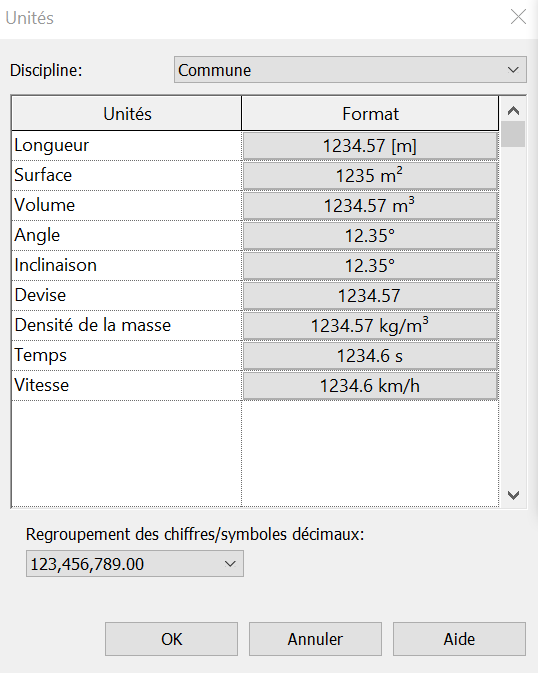 Unités
Discipline: Commune
Unités Format
Longueur 1234.57 [m]
Surface 1235 m²
Volume 1234.57 m³
Angle 12.35°
Inclinaison 12.35°
Devise 1234.57
Densité de la masse 1234.57 kg/m³
Temps 1234.6 s
Vitesse 1234.6 km/h
Regroupement des chiffres/symboles décimaux:
123,456,789.00
OK Annuler Aide